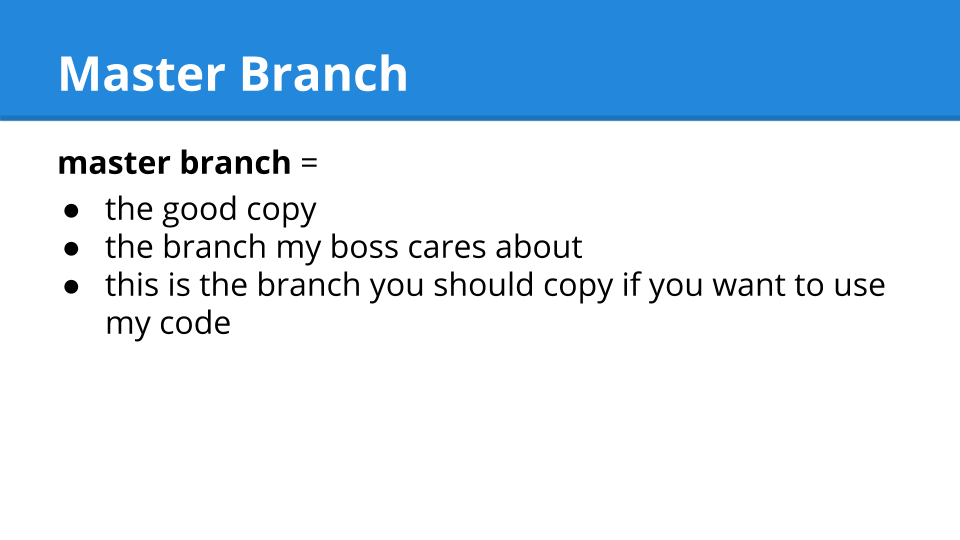 Master Branch
master branch =
● the good copy
● the branch my boss cares about
● this is the branch you should copy if you want to use
my code